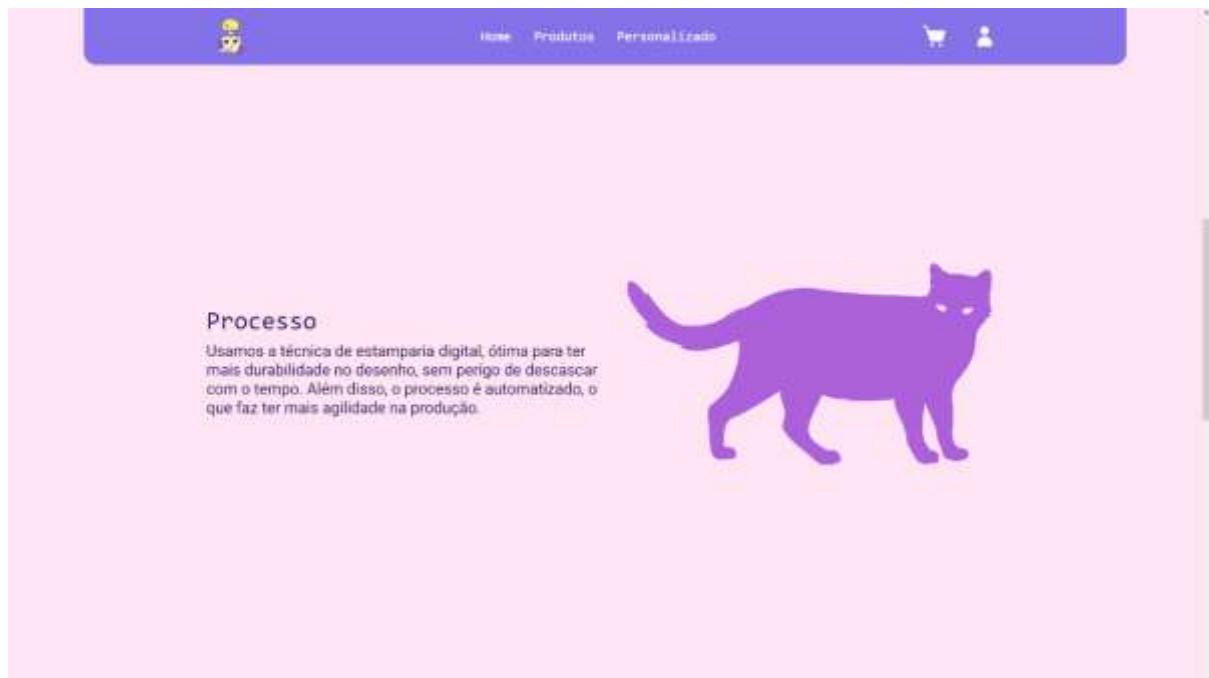 Home Produtos Personalizado
Processo
Usamos a técnica de estamparia digital, ótima para ter
mais durabilidade no desenho, sem perigo de descascar
com o tempo. Além disso, o processo é automatizado, o
que faz ter mais agilidade na produção.